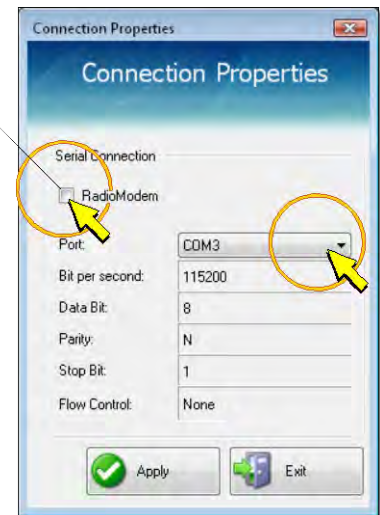 Connection Properties
Connection Properties
Serial Connection
RadioModem
Port: COM3
Bit per second: 115200
Data Bit: 8
Parity: N
Stop Bit: 1
Flow Control: None
Apply Exit